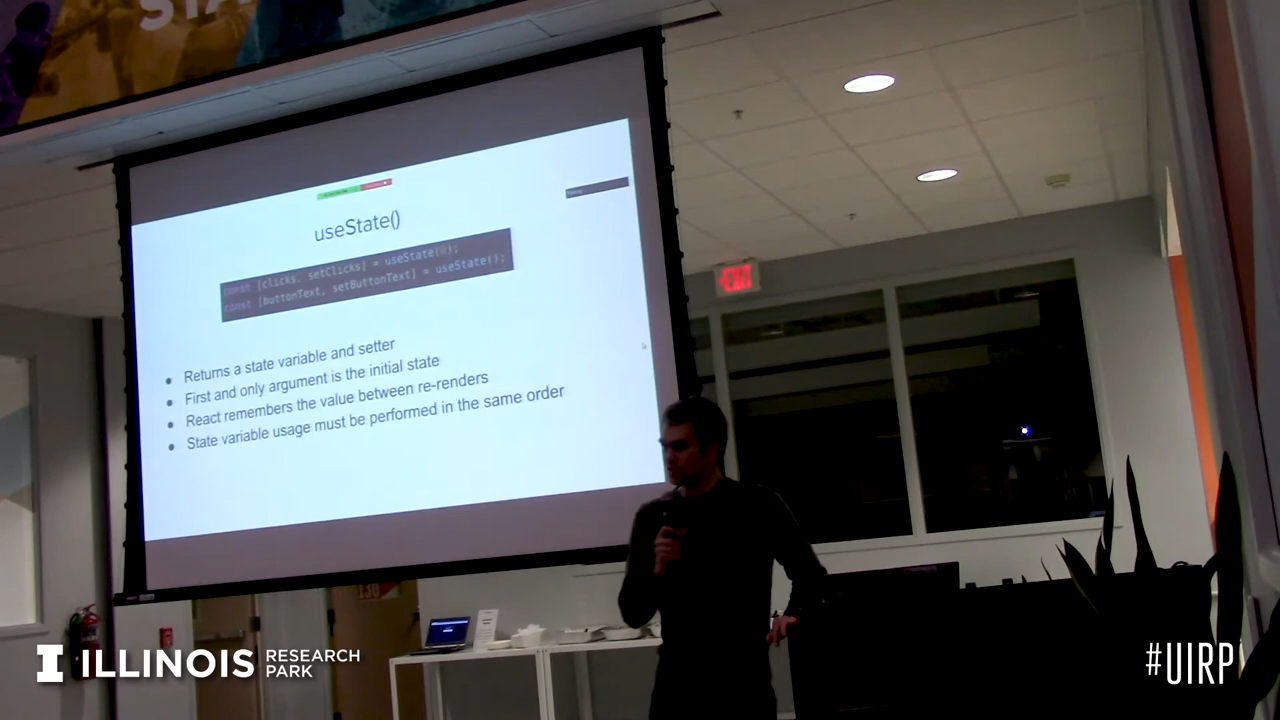 STA
useState()
const [clicks, setClicks] = useState(0);
const [buttonText, setButtonText] = useState();
Returns a state variable and setter
First and only argument is the initial state
React remembers the value between re-renders
State variable usage must be performed in the same order
EXIT
130
ILLINOIS RESEARCH PARK
#UIRP